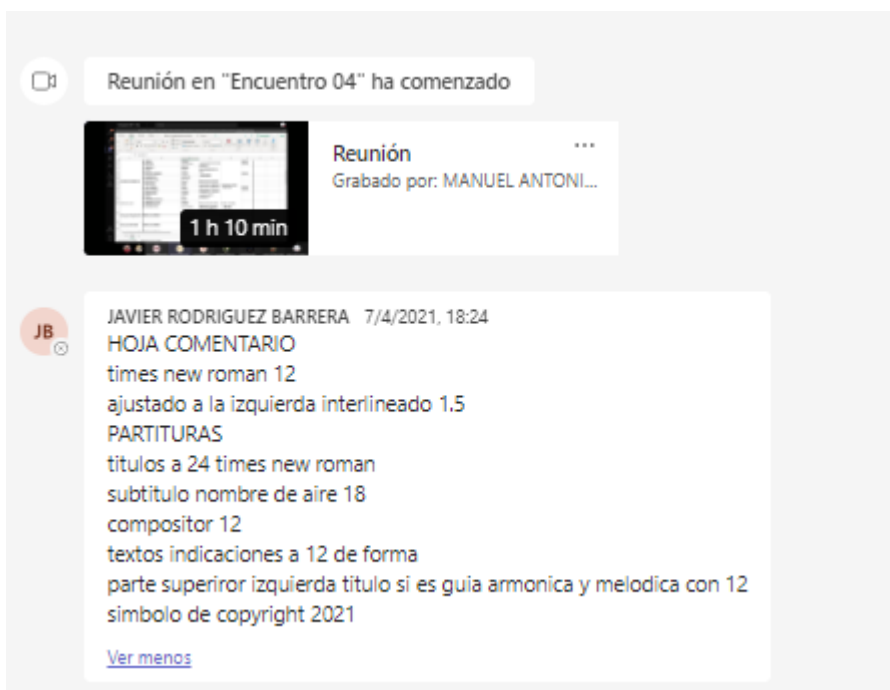 Reunión en "Encuentro 04" ha comenzado
Reunión
...
Grabado por: MANUEL ANTONI...
1 h 10 min
JB
JAVIER RODRIGUEZ BARRERA 7/4/2021, 18:24
HOJA COMENTARIO
times new roman 12
ajustado a la izquierda interlineado 1.5
PARTITURAS
titulos a 24 times new roman
subtitulo nombre de aire 18
compositor 12
textos indicaciones a 12 de forma
parte superiror izquierda titulo si es guia armonica y melodica con 12
simbolo de copyright 2021
Ver menos